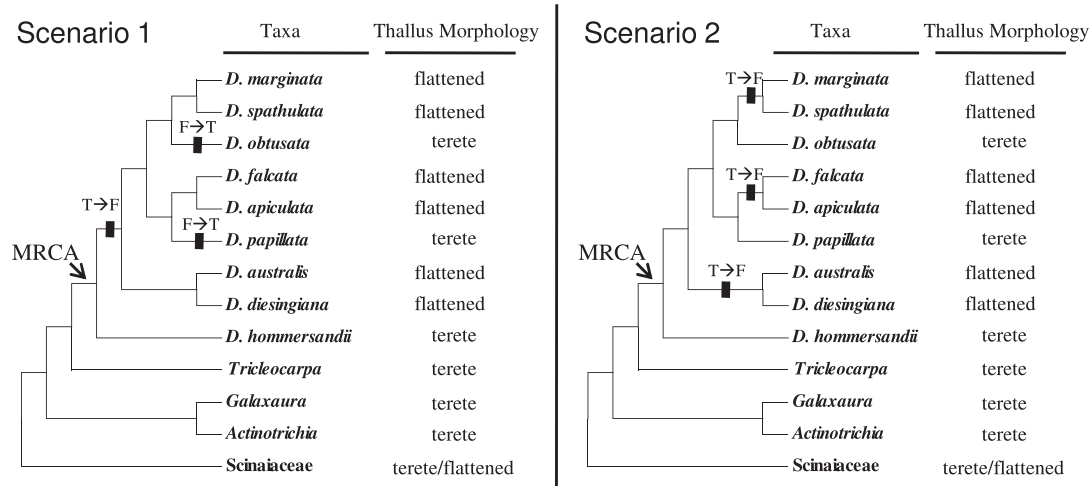 Scenario 1
Taxa
Thallus Morphology
D. marginata flattened
D. spathulata flattened
F→T
D. obtusata terete
D. falcata flattened
T→F
D. apiculata flattened
F→T
D. papillata terete
MRCA
D. australis flattened
D. diesingiana flattened
D. hommersandii terete
Tricleocarpa terete
Galaxaura terete
Actinotrichia terete
Scinaiaceae terete/flattened
Scenario 2
Taxa
Thallus Morphology
T→F
D. marginata flattened
D. spathulata flattened
D. obtusata terete
T→F
D. falcata flattened
D. apiculata flattened
D. papillata terete
MRCA
T→F
D. australis flattened
D. diesingiana flattened
D. hommersandii terete
Tricleocarpa terete
Galaxaura terete
Actinotrichia terete
Scinaiaceae terete/flattened